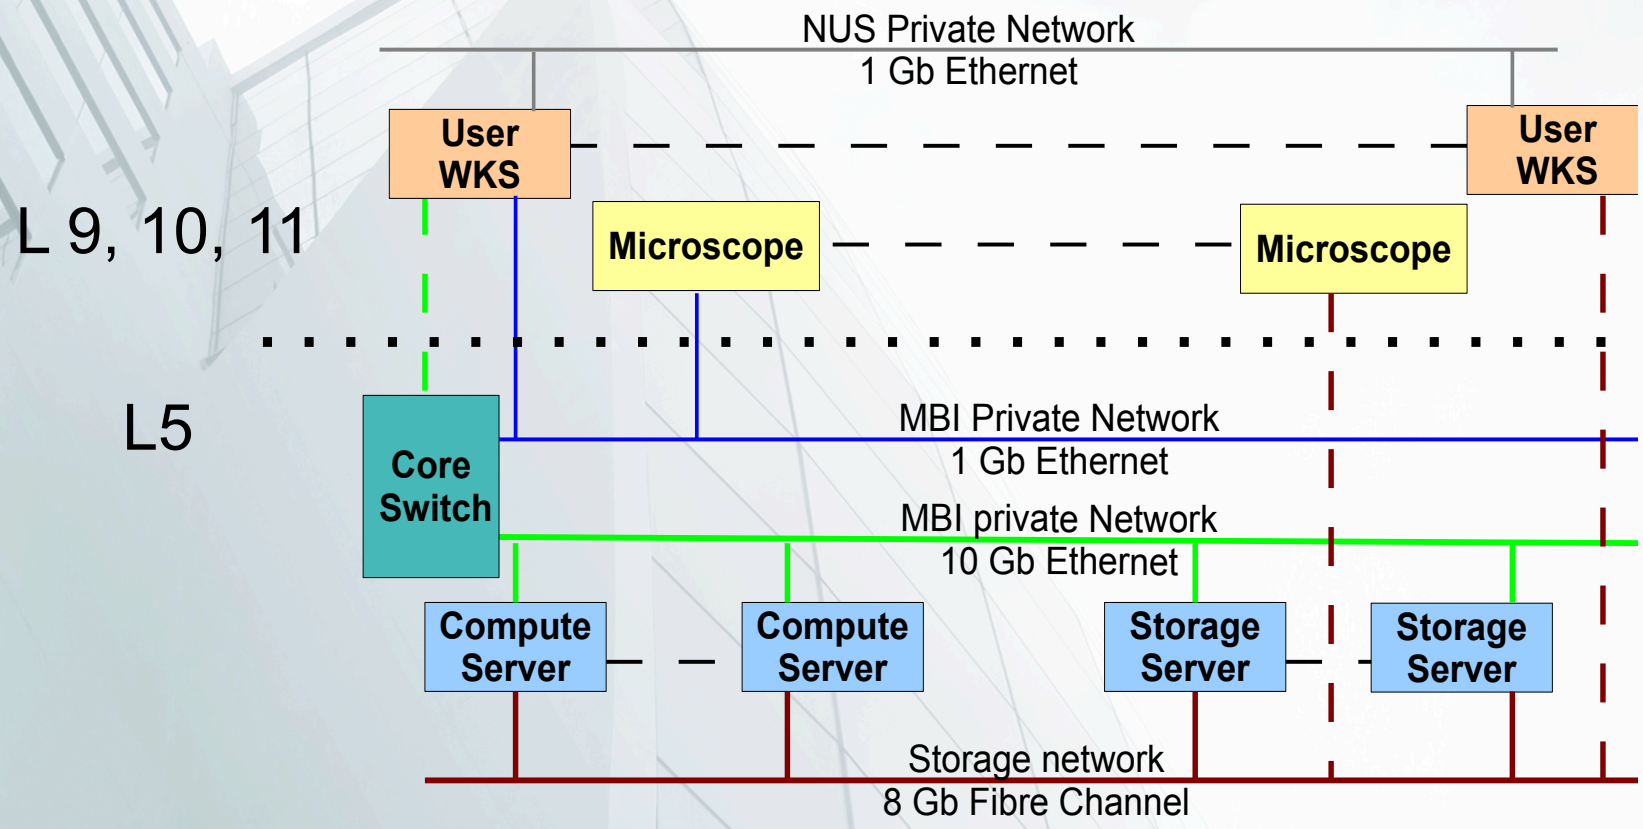 NUS Private Network
1 Gb Ethernet
User
WKS
User
WKS
L 9, 10, 11
Microscope
Microscope
L5
MBI Private Network
1 Gb Ethernet
Core
Switch
MBI private Network
10 Gb Ethernet
Compute
Server
Compute
Server
Storage
Server
Storage
Server
Storage network
8 Gb Fibre Channel